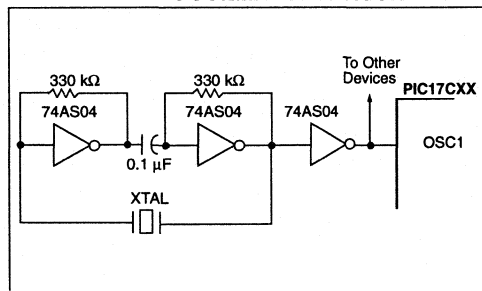 To Other
330 kΩ 330 kΩ Devices PIC17CXX
74AS04 74AS04 74AS04
OSC1
0.1 µF
XTAL